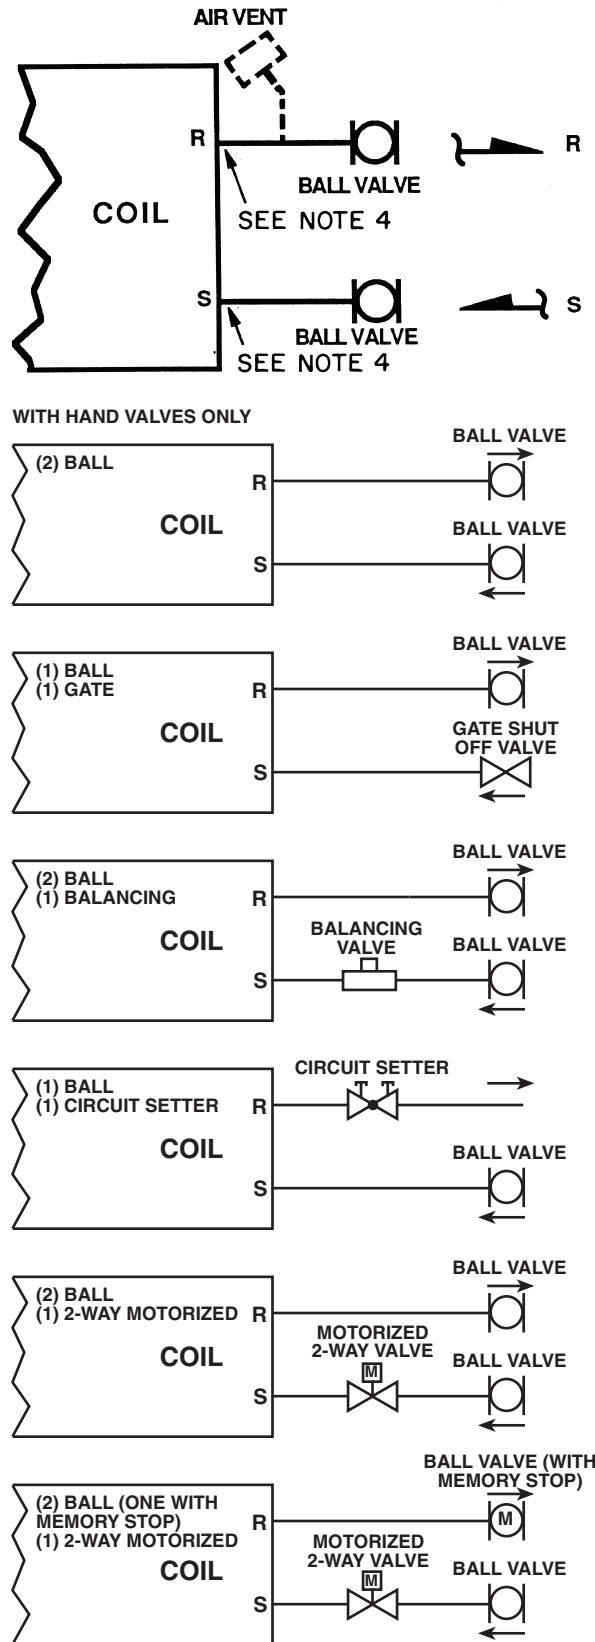 AIR VENT
R
R
BALL VALVE
COIL
SEE NOTE 4
S
S
BALL VALVE
SEE NOTE 4
WITH HAND VALVES ONLY
BALL VALVE
(2) BALL
R
COIL
BALL VALVE
S
BALL VALVE
(1) BALL
(1) GATE
R
COIL
GATE SHUT
OFF VALVE
S
BALL VALVE
(2) BALL
(1) BALANCING
R
COIL
BALANCING
VALVE
BALL VALVE
S
CIRCUIT SETTER
(1) BALL
(1) CIRCUIT SETTER
R
COIL
BALL VALVE
S
BALL VALVE
(2) BALL
(1) 2-WAY MOTORIZED
R
COIL
MOTORIZED
2-WAY VALVE
M
BALL VALVE
S
BALL VALVE (WITH
MEMORY STOP)
(2) BALL (ONE WITH
MEMORY STOP)
(1) 2-WAY MOTORIZED
R
M
COIL
MOTORIZED
2-WAY VALVE
M
BALL VALVE
S